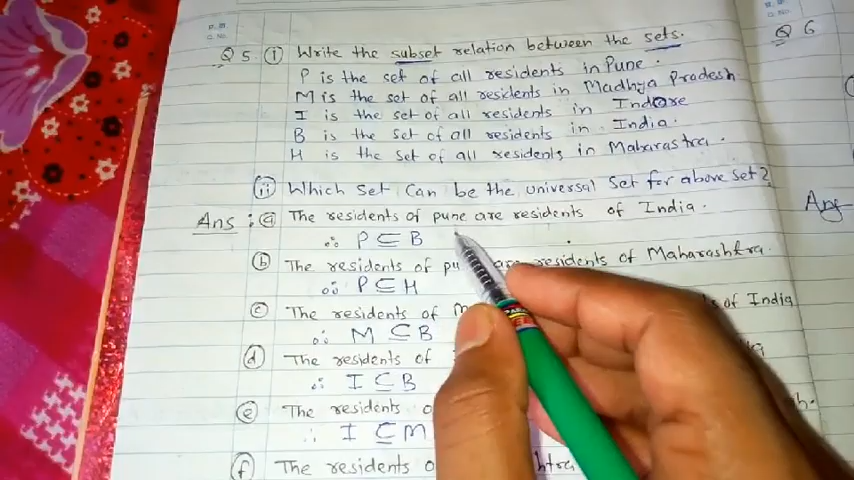 Q 6
Q 5 (i) Write the subset relation between the sets.
P is the set of all residents in Pune.
M is the set of all residents in Madhya Pradesh
I is the set of all residents in Indore
B is the set of all residents in India.
H is the set of all residents in Maharastra.
(ii) Which set can be the universal set for above set ?
Ans : (a) The residents of pune are residents of India.
∴ P ⊆ B
(b) The residents of are residents of Maharashtra.
∴ P ⊆ H
(c) The residents of of India
∴ M ⊆ B
(d) The residents of
∴ I ⊆ B
(e) The residents
∴ I ⊆ M
(f) The residents
Ans